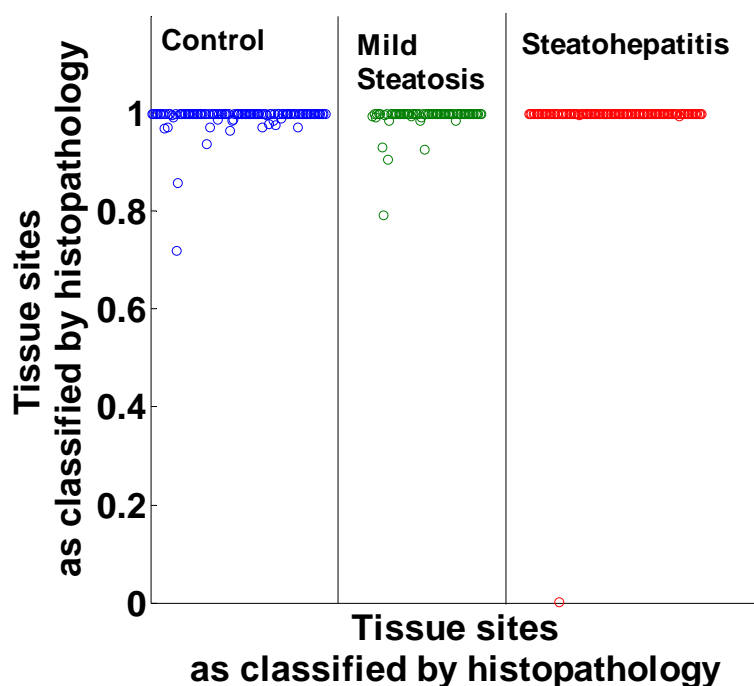 Control
Mild
Steatosis
Steatohepatitis
Tissue sites
as classified by histopathology
1
0.8
0.6
0.4
0.2
0
Tissue sites
as classified by histopathology